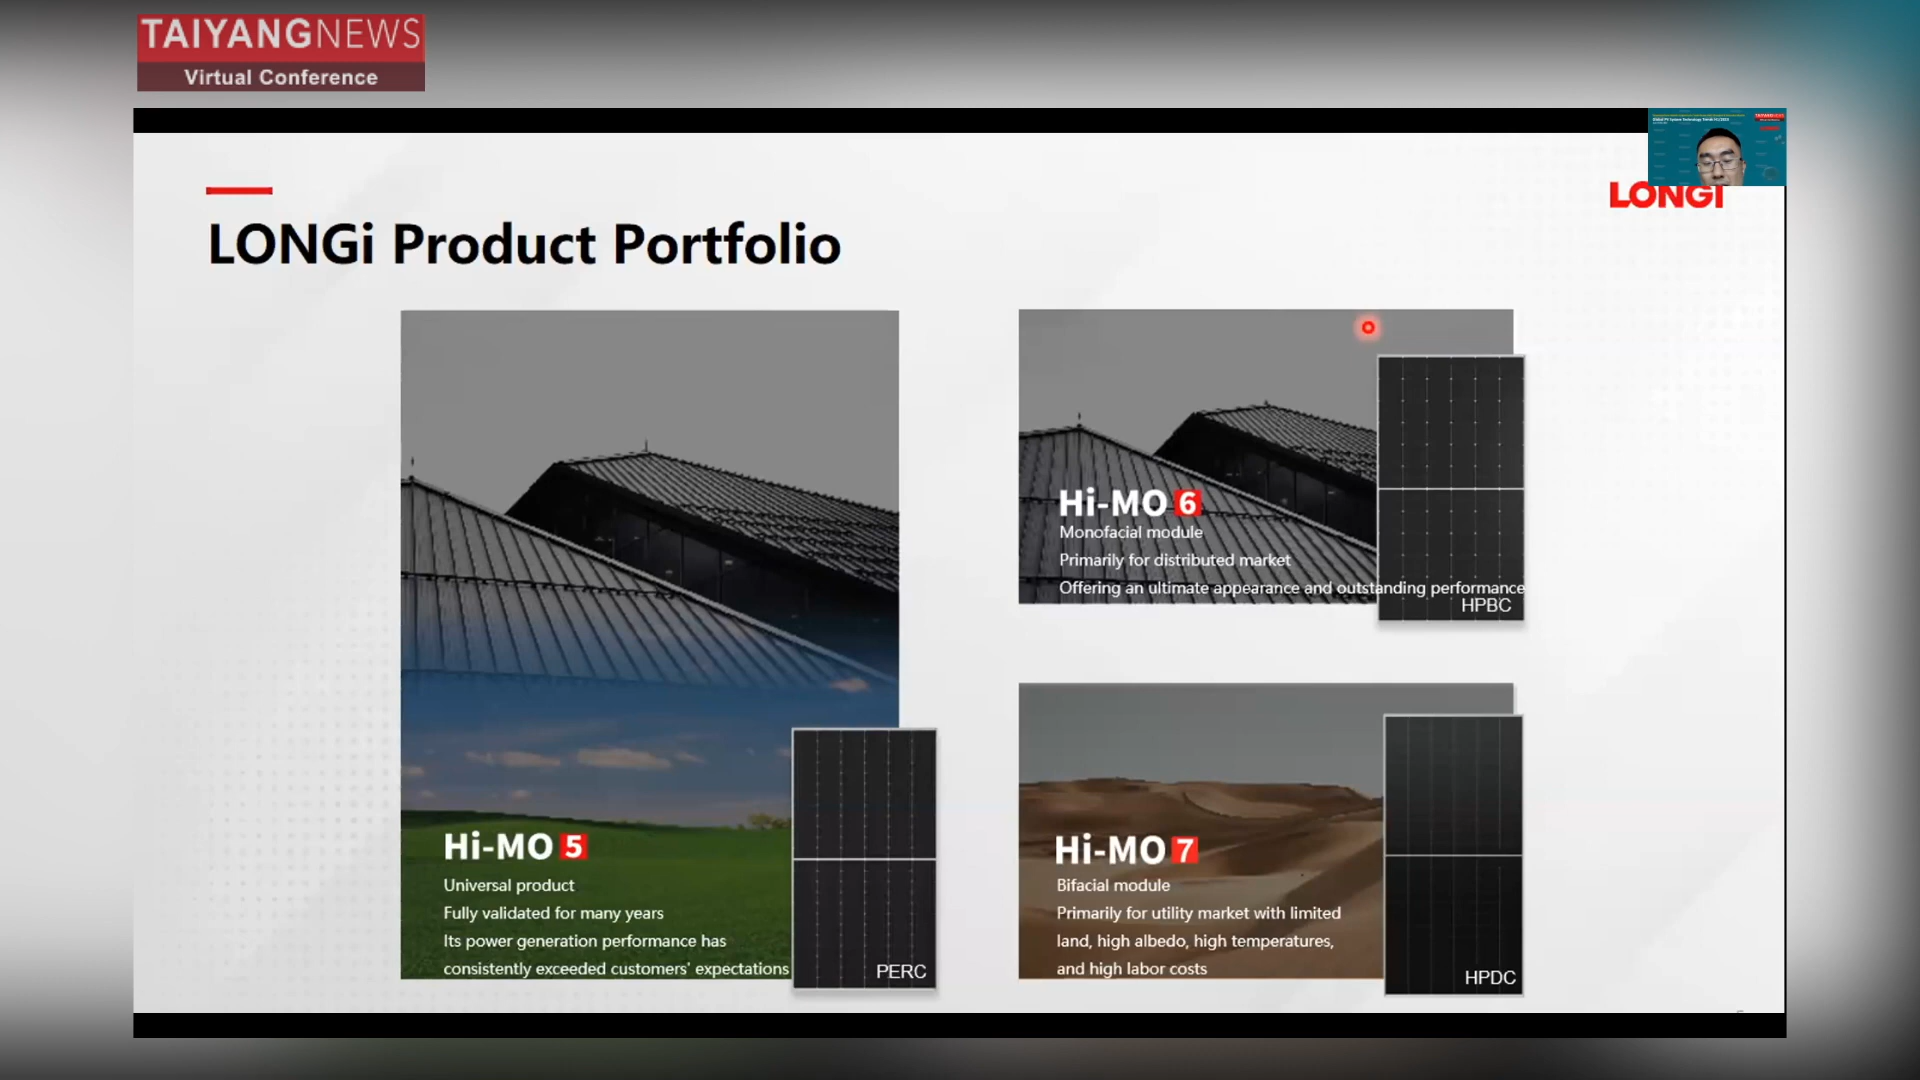 TAIYANGNEWS
Virtual Conference
LONGi
LONGi Product Portfolio
Hi-MO 5
Universal product
Fully validated for many years
Its power generation performance has
consistently exceeded customers' expectations
PERC
Hi-MO 6
Monofacial module
Primarily for distributed market
Offering an ultimate appearance and outstanding performance
HPBC
Hi-MO 7
Bifacial module
Primarily for utility market with limited
land, high albedo, high temperatures,
and high labor costs
HPDC